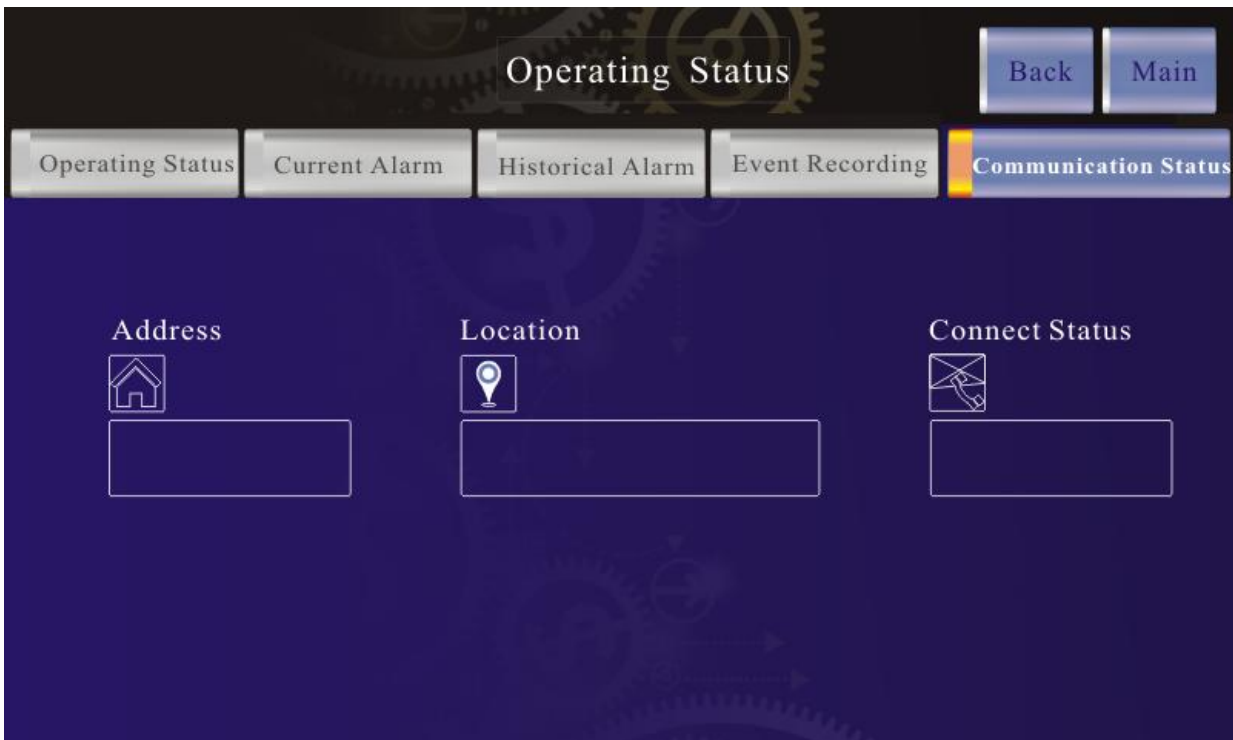 Operating Status
Back
Main
Operating Status
Current Alarm
Historical Alarm
Event Recording
Communication Status
Address
Location
Connect Status